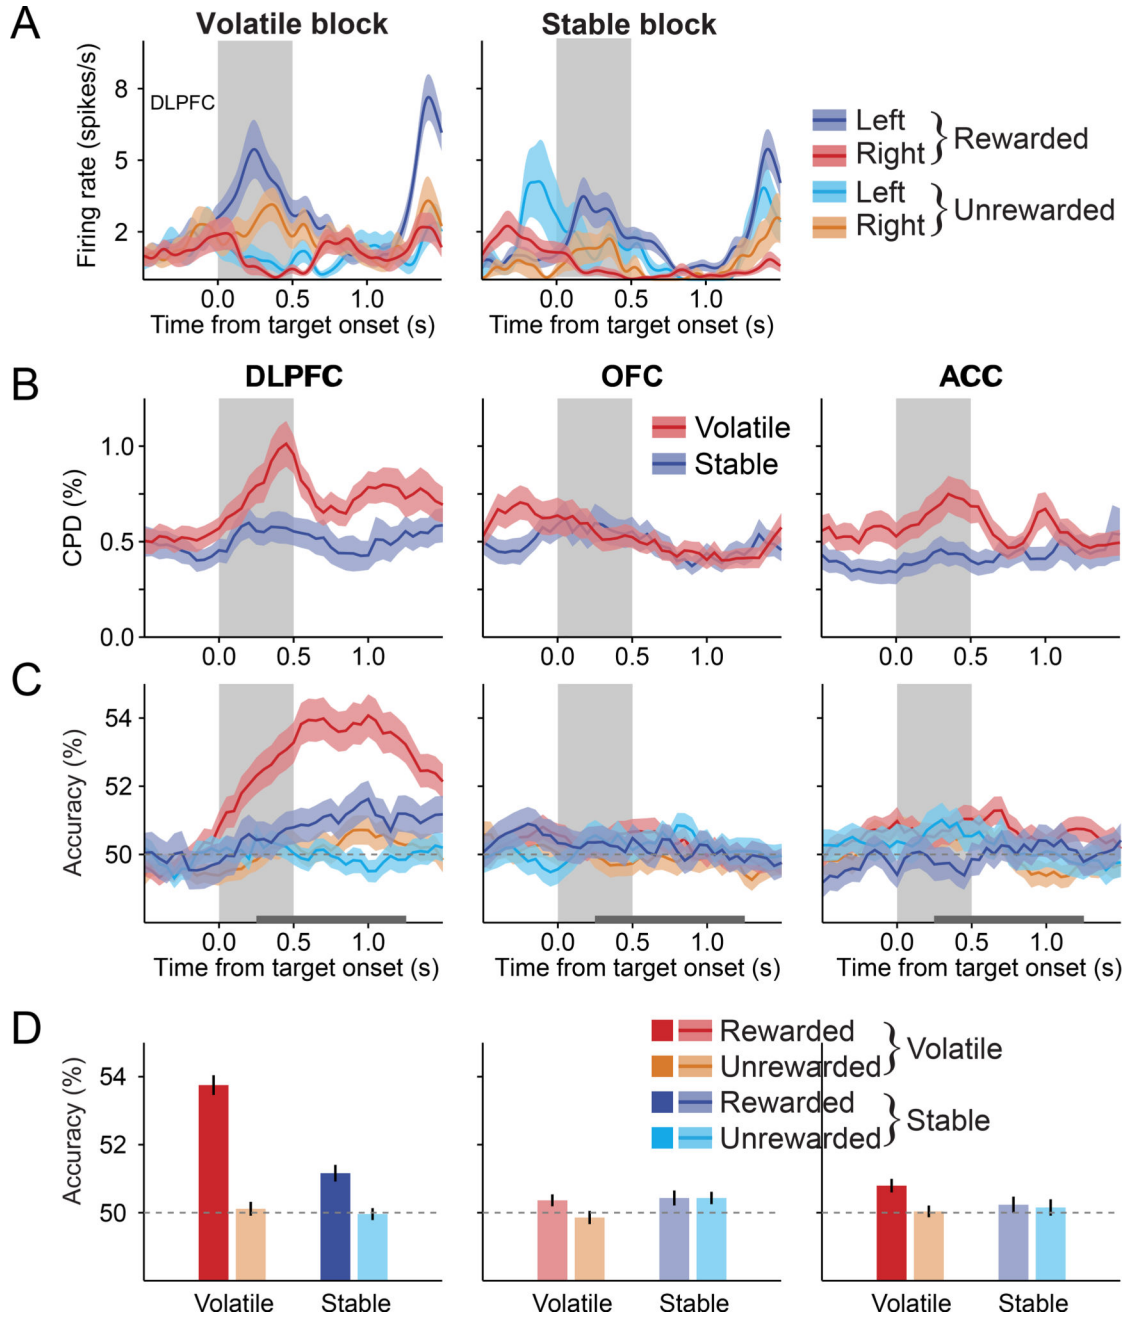 A
Volatile block
Stable block
Firing rate (spikes/s)
8
5
2
DLPFC
0.0 0.5 1.0
Time from target onset (s)
0.0 0.5 1.0
Time from target onset (s)
Left
Right
} Rewarded
Left
Right
} Unrewarded
B
DLPFC
OFC
ACC
CPD (%)
1.0
0.5
0.0
Volatile
Stable
0.0 0.5 1.0
0.0 0.5 1.0
0.0 0.5 1.0
C
Accuracy (%)
54
52
50
0.0 0.5 1.0
0.0 0.5 1.0
0.0 0.5 1.0
Time from target onset (s)
Time from target onset (s)
Time from target onset (s)
D
Accuracy (%)
54
52
50
Rewarded
Unrewarded
} Volatile
Rewarded
Unrewarded
} Stable
Volatile Stable
Volatile Stable
Volatile Stable